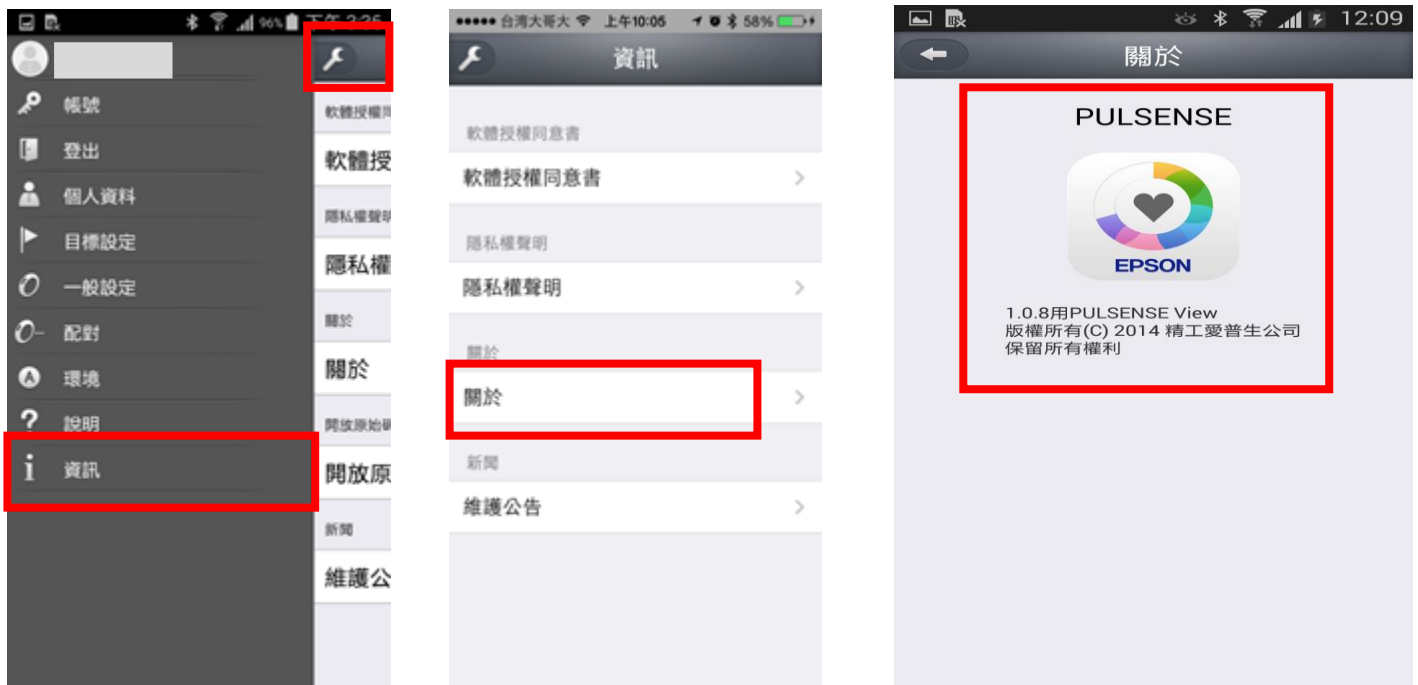 96%
下午 3:35
帳號
登出
個人資料
目標設定
一般設定
配對
環境
說明
資訊
軟體授權同
軟體授
隱私權聲明
隱私權
關於
關於
開放原始碼
開放原
新聞
維護公
台湾大哥大 上午10:05 58%
資訊
軟體授權同意書
軟體授權同意書
隱私權聲明
隱私權聲明
關於
關於
新聞
維護公告
12:09
關於
PULSENSE
EPSON
1.0.8用PULSENSE View
版權所有(C) 2014 精工愛普生公司
保留所有權利